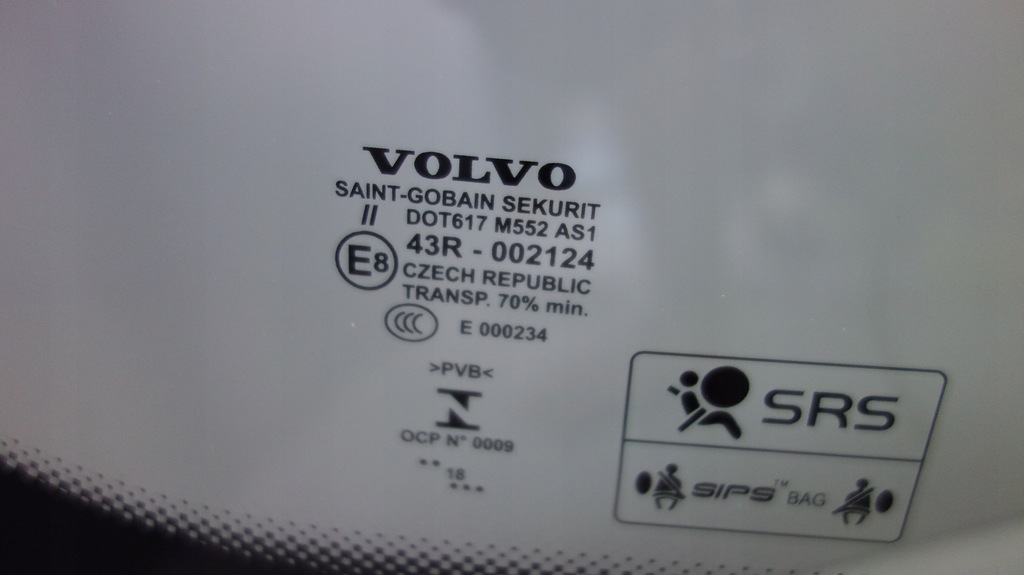 VOLVO
SAINT-GOBAIN SEKURIT
II DOT617 M552 AS1
E8 43R - 002124
CZECH REPUBLIC
TRANSP. 70% min.
CCC E 000234
>PVB<
OCP N° 0009
.. 18 ...
SRS
SIPS™ BAG